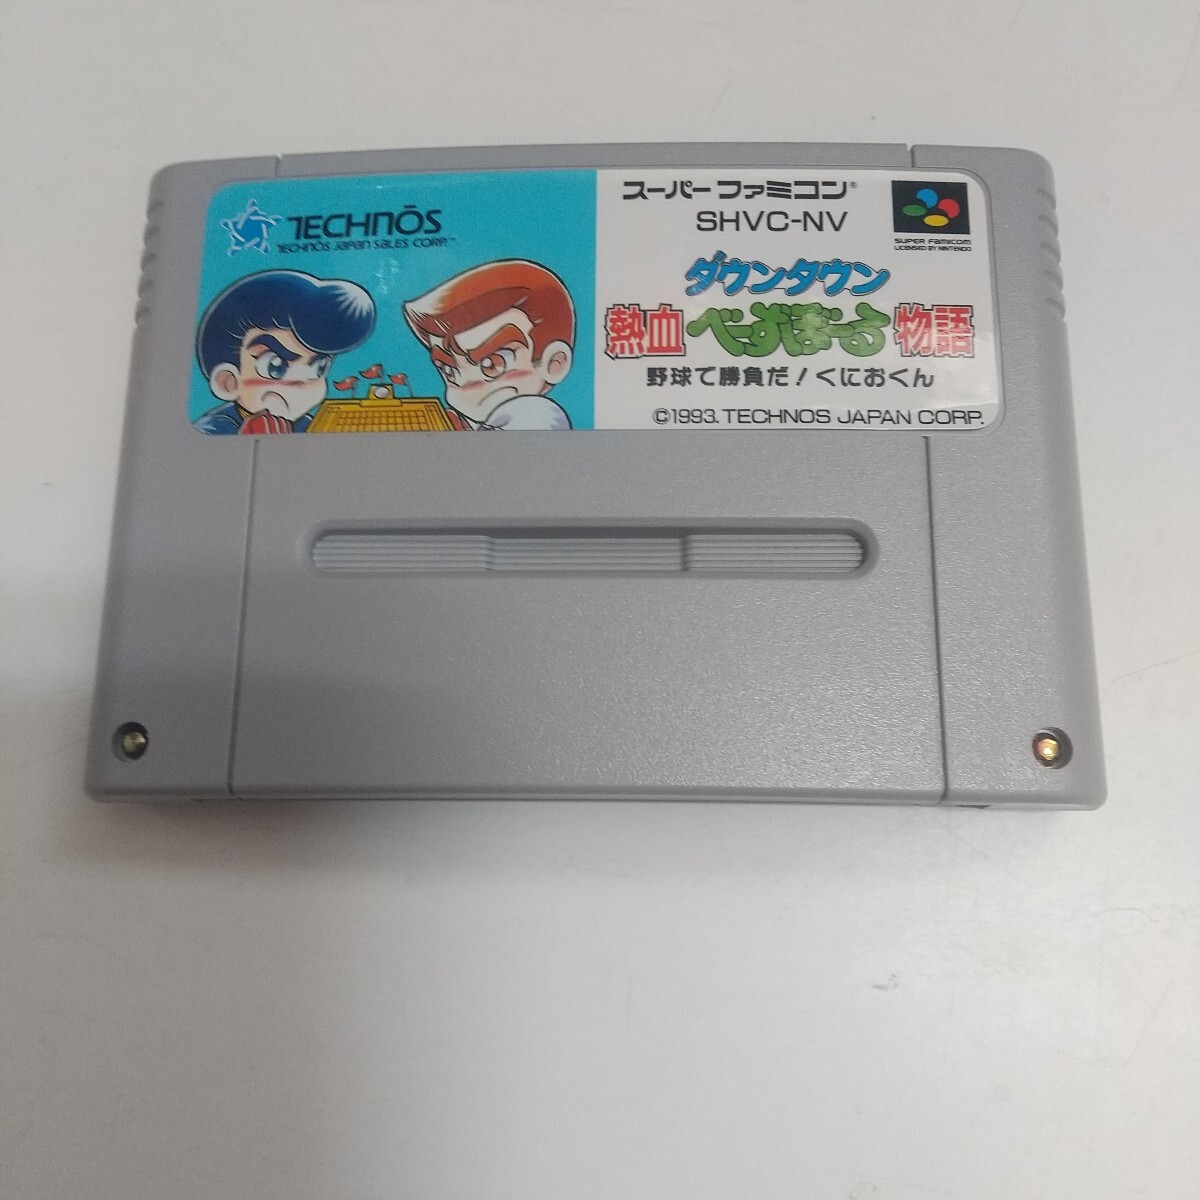 TECHNŌS
TECHNŌS JAPAN SALES CORP.™
スーパーファミコン®
SHVC-NV
SUPER FAMICOM
LICENSED BY NINTENDO
ダウンタウン
熱血べーすぼーる物語
野球で勝負だ！くにおくん
©1993. TECHNOS JAPAN CORP.